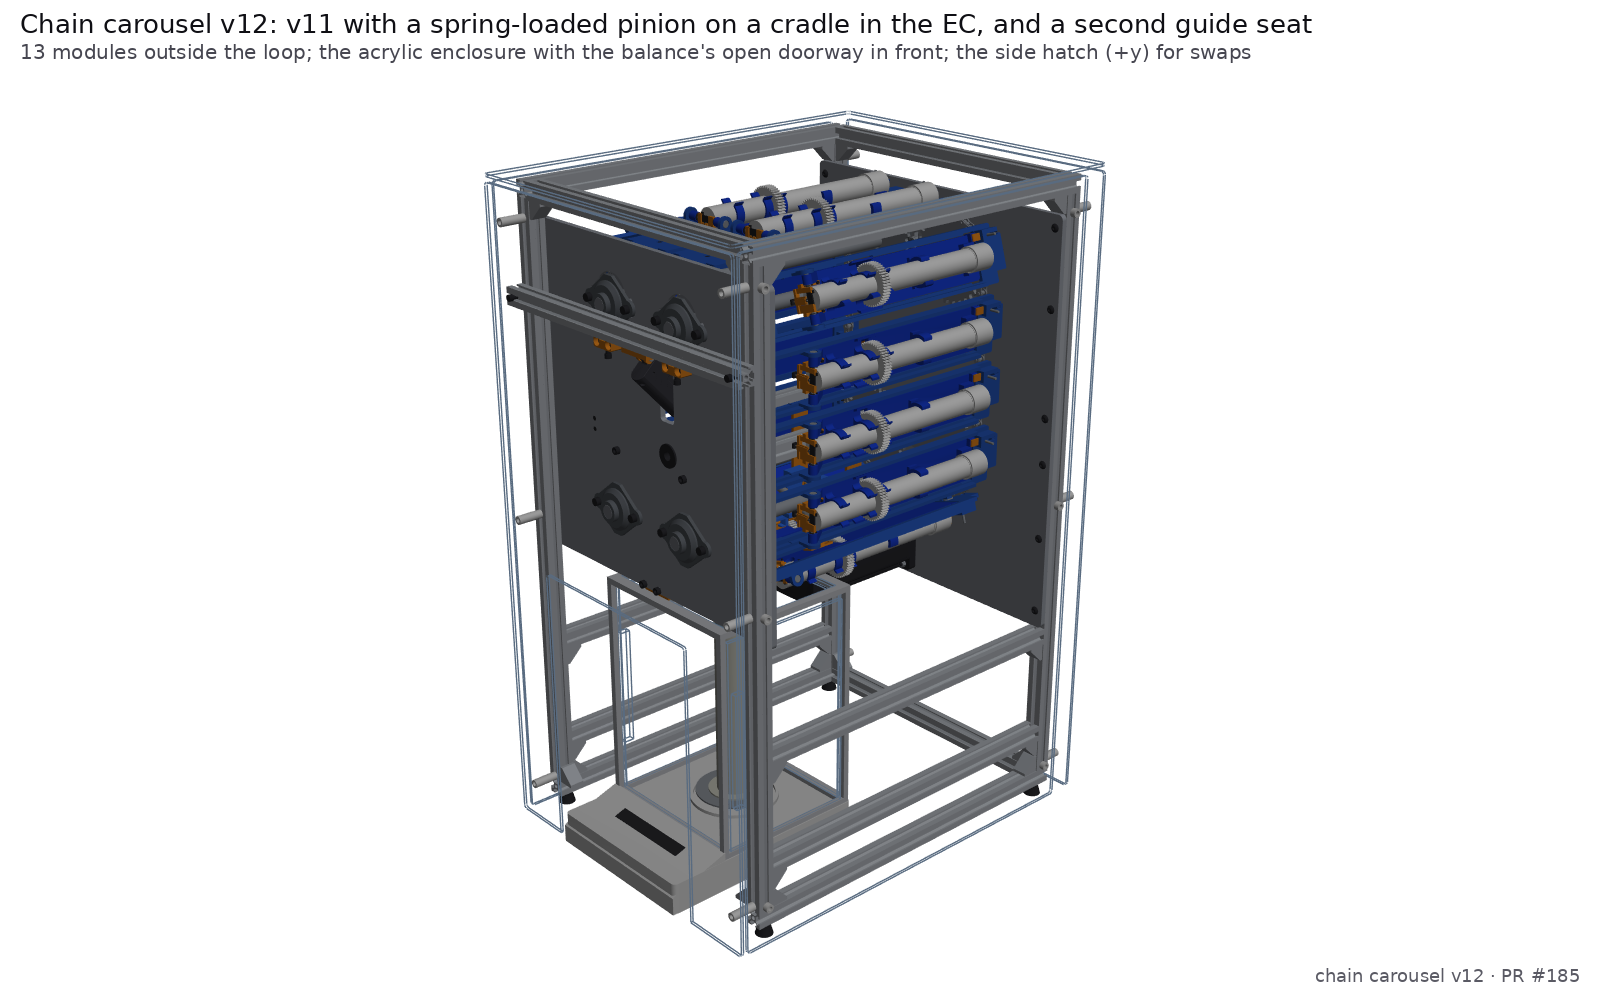 Chain carousel v12: v11 with a spring-loaded pinion on a cradle in the EC, and a second guide seat
13 modules outside the loop; the acrylic enclosure with the balance's open doorway in front; the side hatch (+y) for swaps
chain carousel v12 · PR #185